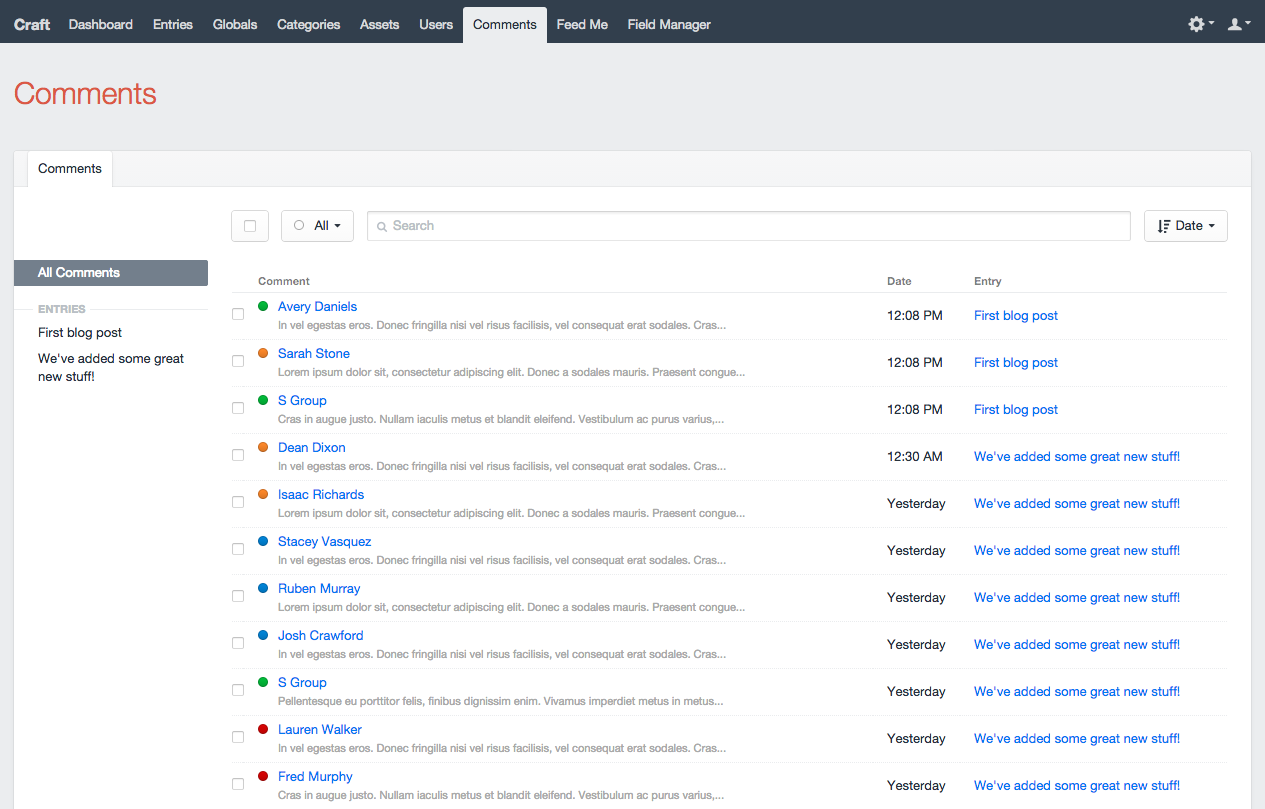 Craft Dashboard Entries Globals Categories Assets Users Comments Feed Me Field Manager
Comments
Comments
All Search Date
All Comments
ENTRIES
First blog post
We've added some great
new stuff!
Comment Date Entry
Avery Daniels
In vel egestas eros. Donec fringilla nisi vel risus facilisis, vel consequat erat sodales. Cras...
12:08 PM First blog post
Sarah Stone
Lorem ipsum dolor sit, consectetur adipiscing elit. Donec a sodales mauris. Praesent congue...
12:08 PM First blog post
S Group
Cras in augue justo. Nullam iaculis metus et blandit eleifend. Vestibulum ac purus varius,...
12:08 PM First blog post
Dean Dixon
In vel egestas eros. Donec fringilla nisi vel risus facilisis, vel consequat erat sodales. Cras...
12:30 AM We've added some great new stuff!
Isaac Richards
Lorem ipsum dolor sit, consectetur adipiscing elit. Donec a sodales mauris. Praesent congue...
Yesterday We've added some great new stuff!
Stacey Vasquez
In vel egestas eros. Donec fringilla nisi vel risus facilisis, vel consequat erat sodales. Cras...
Yesterday We've added some great new stuff!
Ruben Murray
Lorem ipsum dolor sit, consectetur adipiscing elit. Donec a sodales mauris. Praesent congue...
Yesterday We've added some great new stuff!
Josh Crawford
In vel egestas eros. Donec fringilla nisi vel risus facilisis, vel consequat erat sodales. Cras...
Yesterday We've added some great new stuff!
S Group
Pellentesque eu porttitor felis, finibus dignissim enim. Vivamus imperdiet metus in metus...
Yesterday We've added some great new stuff!
Lauren Walker
In vel egestas eros. Donec fringilla nisi vel risus facilisis, vel consequat erat sodales. Cras...
Yesterday We've added some great new stuff!
Fred Murphy
Cras in augue justo. Nullam iaculis metus et blandit eleifend. Vestibulum ac purus varius,...
Yesterday We've added some great new stuff!